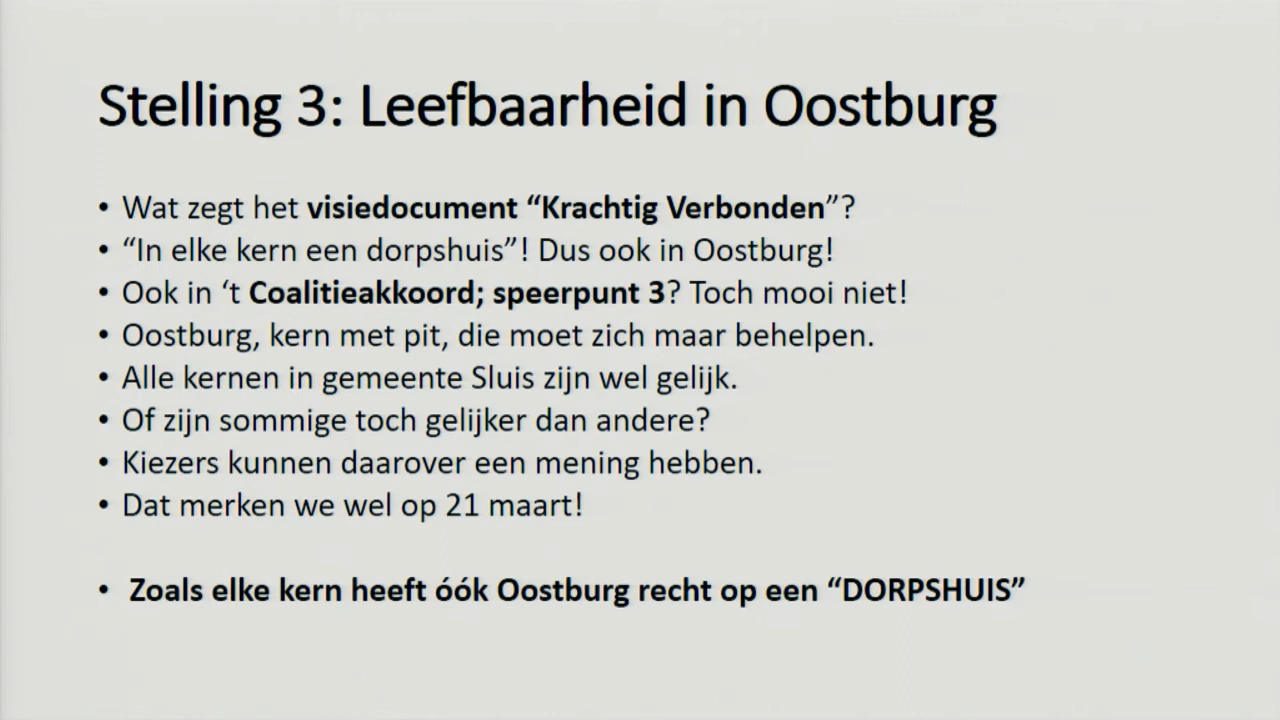 Stelling 3: Leefbaarheid in Oostburg
• Wat zegt het visiedocument “Krachtig Verbonden”?
• “In elke kern een dorpshuis”! Dus ook in Oostburg!
• Ook in ‘t Coalitieakkoord; speerpunt 3? Toch mooi niet!
• Oostburg, kern met pit, die moet zich maar behelpen.
• Alle kernen in gemeente Sluis zijn wel gelijk.
• Of zijn sommige toch gelijker dan andere?
• Kiezers kunnen daarover een mening hebben.
• Dat merken we wel op 21 maart!
• Zoals elke kern heeft óók Oostburg recht op een “DORPSHUIS”